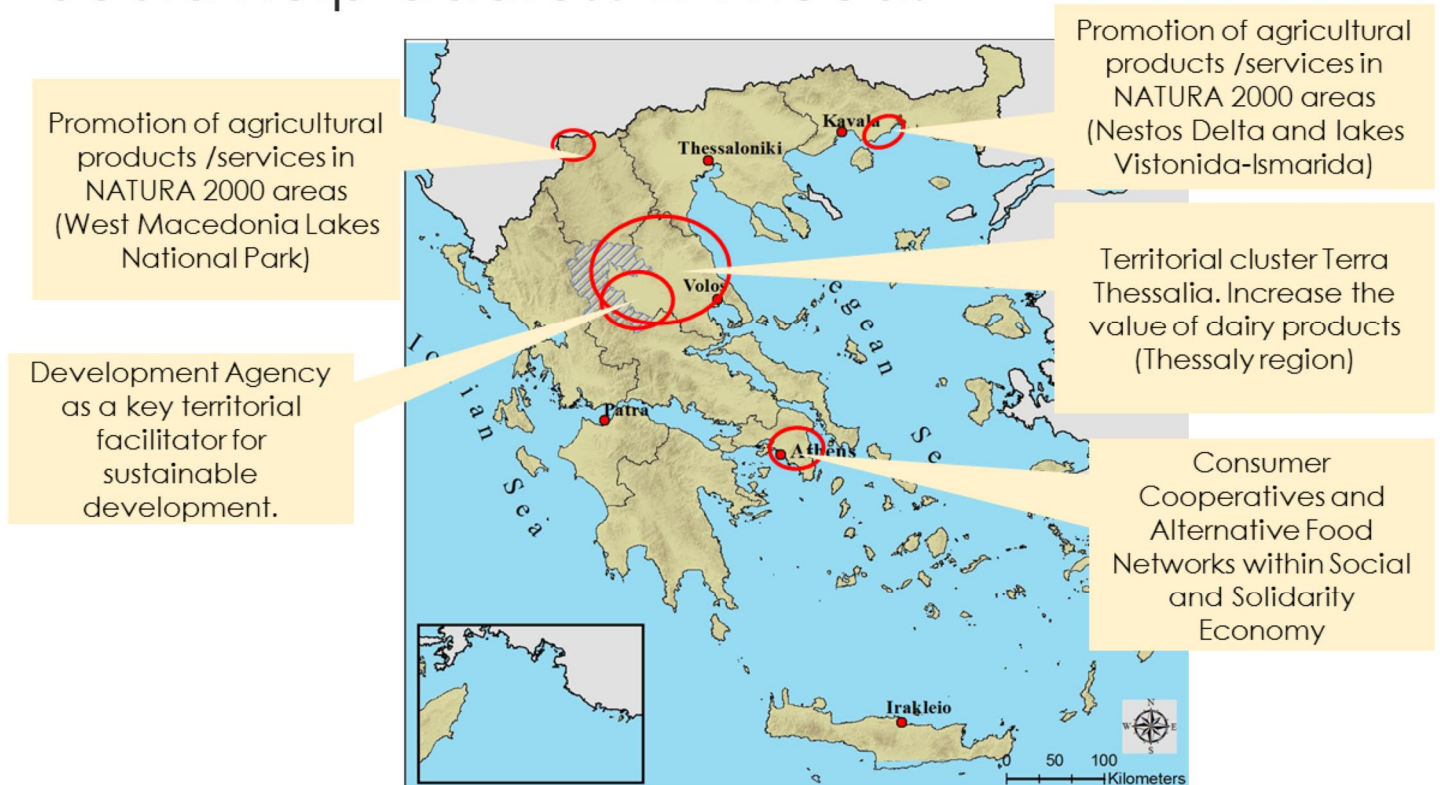 Promotion of agricultural
products /services in
NATURA 2000 areas
(West Macedonia Lakes
National Park)
Promotion of agricultural
products /services in
NATURA 2000 areas
(Nestos Delta and lakes
Vistonida-Ismarida)
Kavala
Thessaloniki
Territorial cluster Terra
Thessalia. Increase the
value of dairy products
(Thessaly region)
Volos
egean
Sea
Development Agency
as a key territorial
facilitator for
sustainable
development.
Ionian
Sea
Patra
Athens
Consumer
Cooperatives and
Alternative Food
Networks within Social
and Solidarity
Economy
Irakleio
N
W E
S
0 50 100
Kilometers